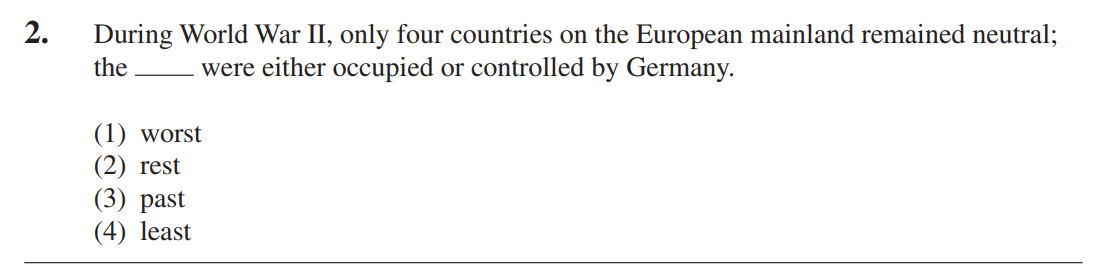 2. During World War II, only four countries on the European mainland remained neutral;
the ____ were either occupied or controlled by Germany.
(1) worst
(2) rest
(3) past
(4) least